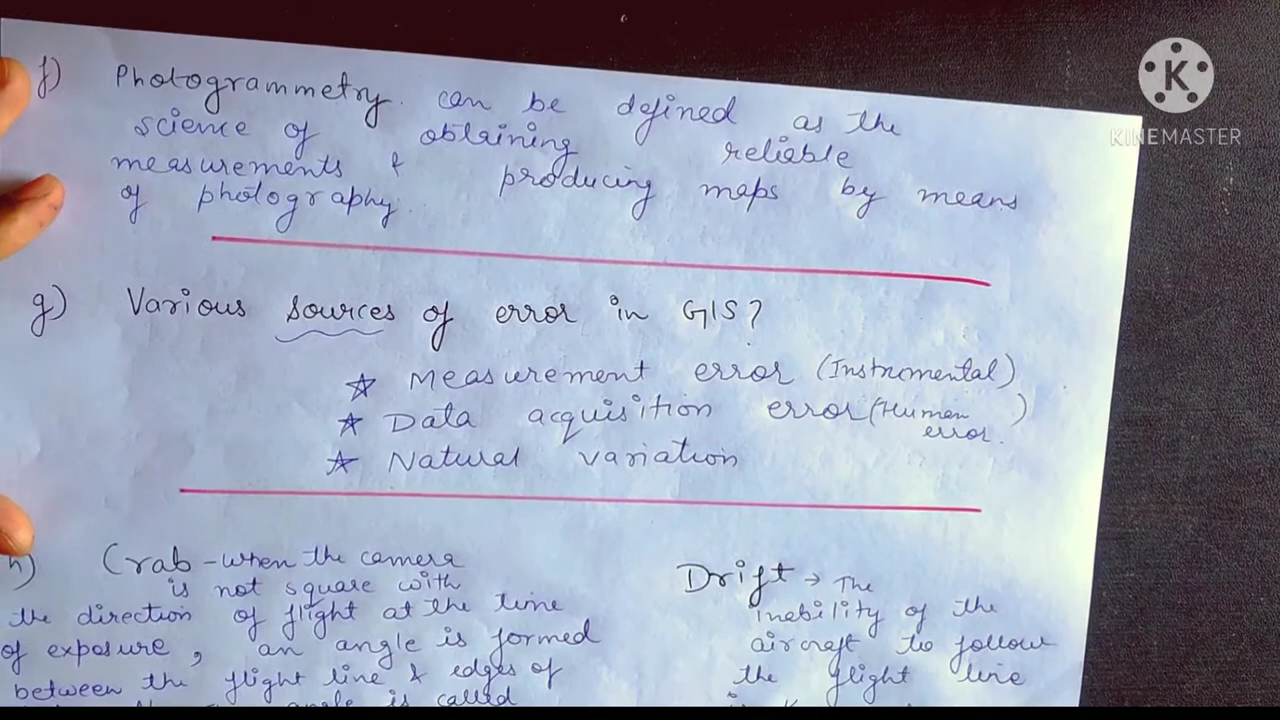 f) Photogrammetry can be defined as the
science of obtaining reliable
measurements & producing maps by means
of photography.
g) Various sources of error in GIS?
☆ Measurement error (Instrumental)
☆ Data acquisition error (Human error.)
☆ Natural variation
h) Crab - when the camera
is not square with
the direction of flight at the time
of exposure, an angle is formed
between the flight line & edges of
angle is called
Drift → The
inability of the
aircraft to follow
the flight line
K
KINEMASTER